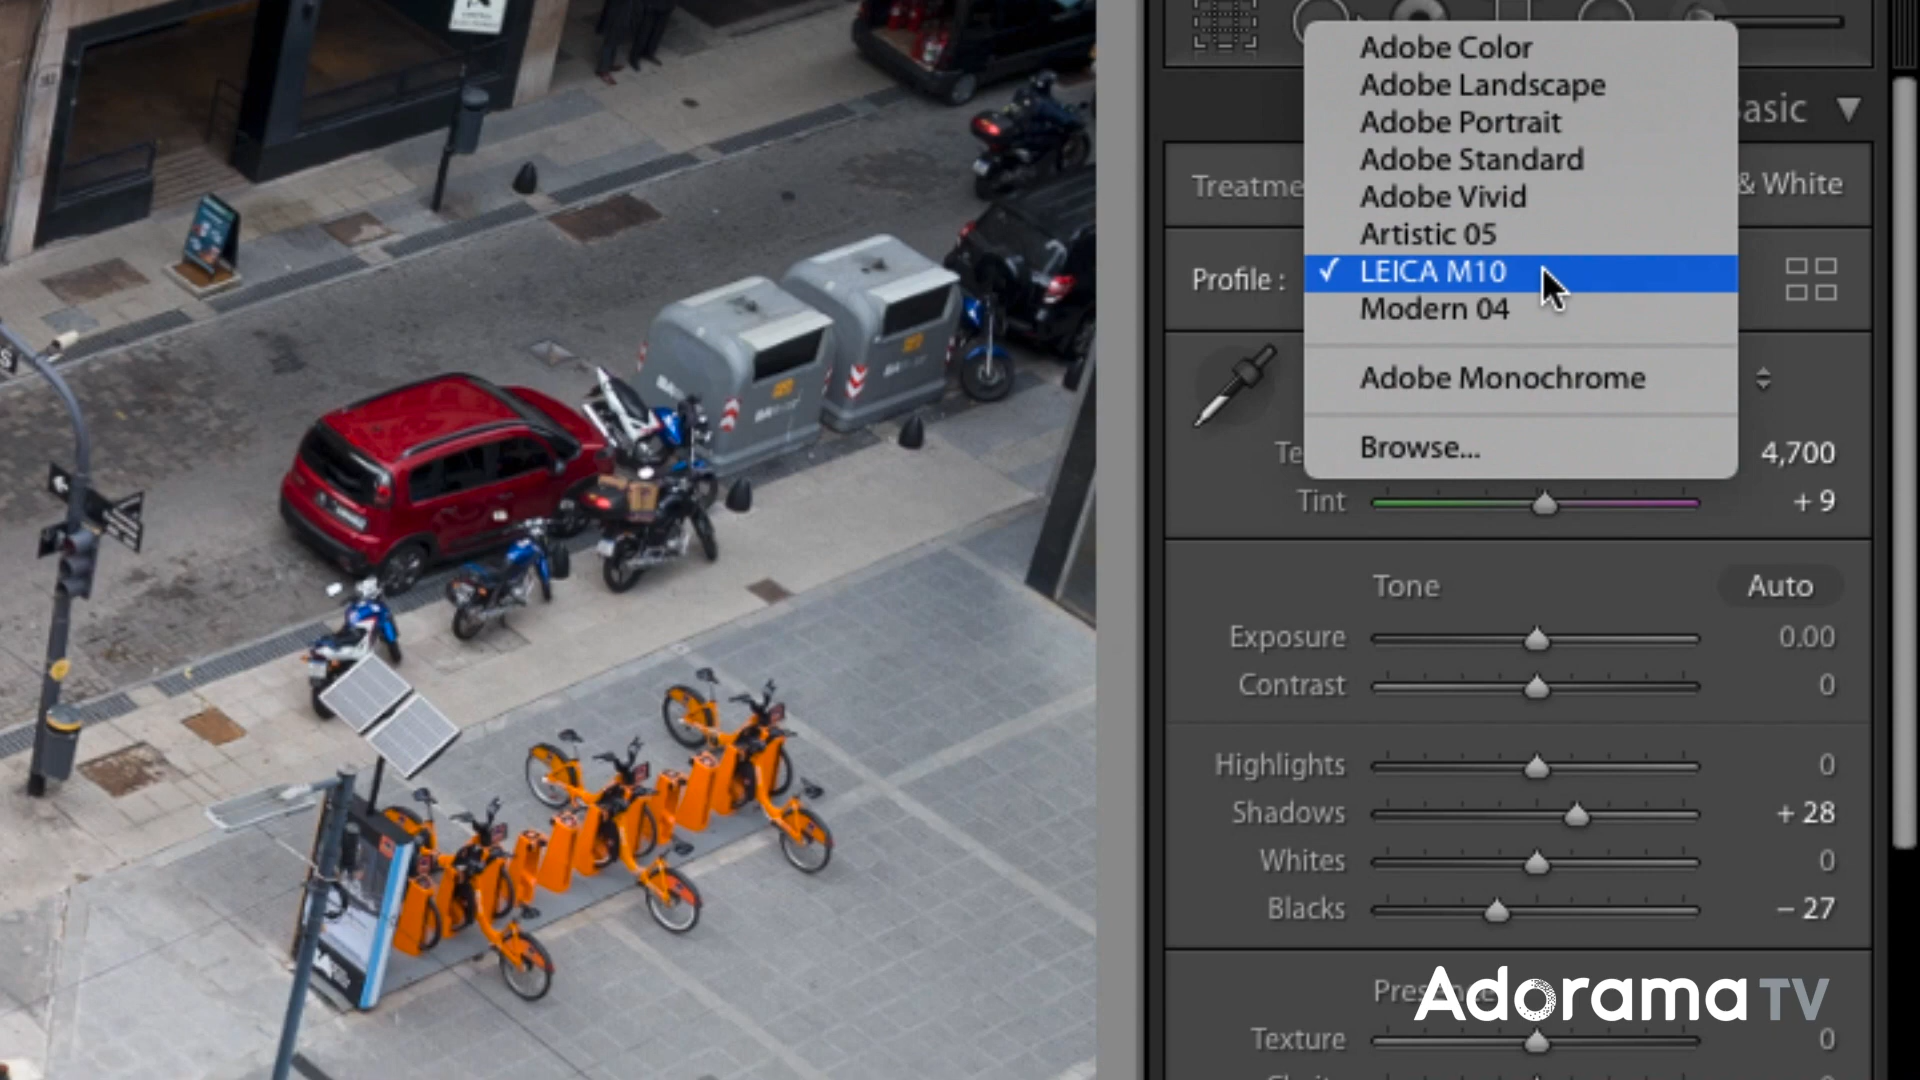 Adobe Color
Adobe Landscape
Adobe Portrait
Adobe Standard
Adobe Vivid
Artistic 05
✓ LEICA M10
Modern 04
Adobe Monochrome
Browse...
asic ▼
Treatme
& White
Profile :
Te
4,700
Tint
+ 9
Tone
Auto
Exposure
0.00
Contrast
0
Highlights
0
Shadows
+ 28
Whites
0
Blacks
– 27
Adorama TV
Texture
0